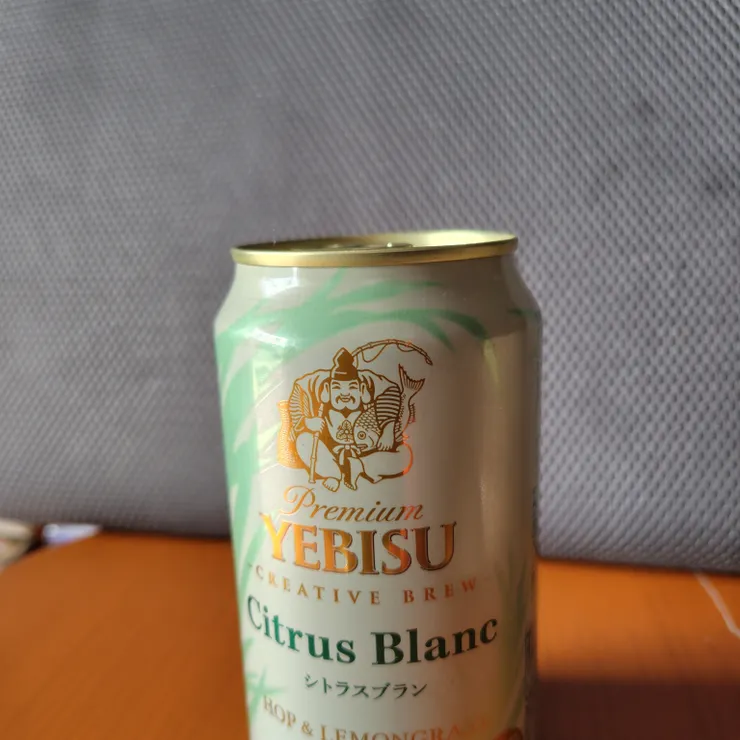 Premium
YEBISU
CREATIVE BREW
Citrus Blanc
シトラスブラン
HOP & LEMONGRASS